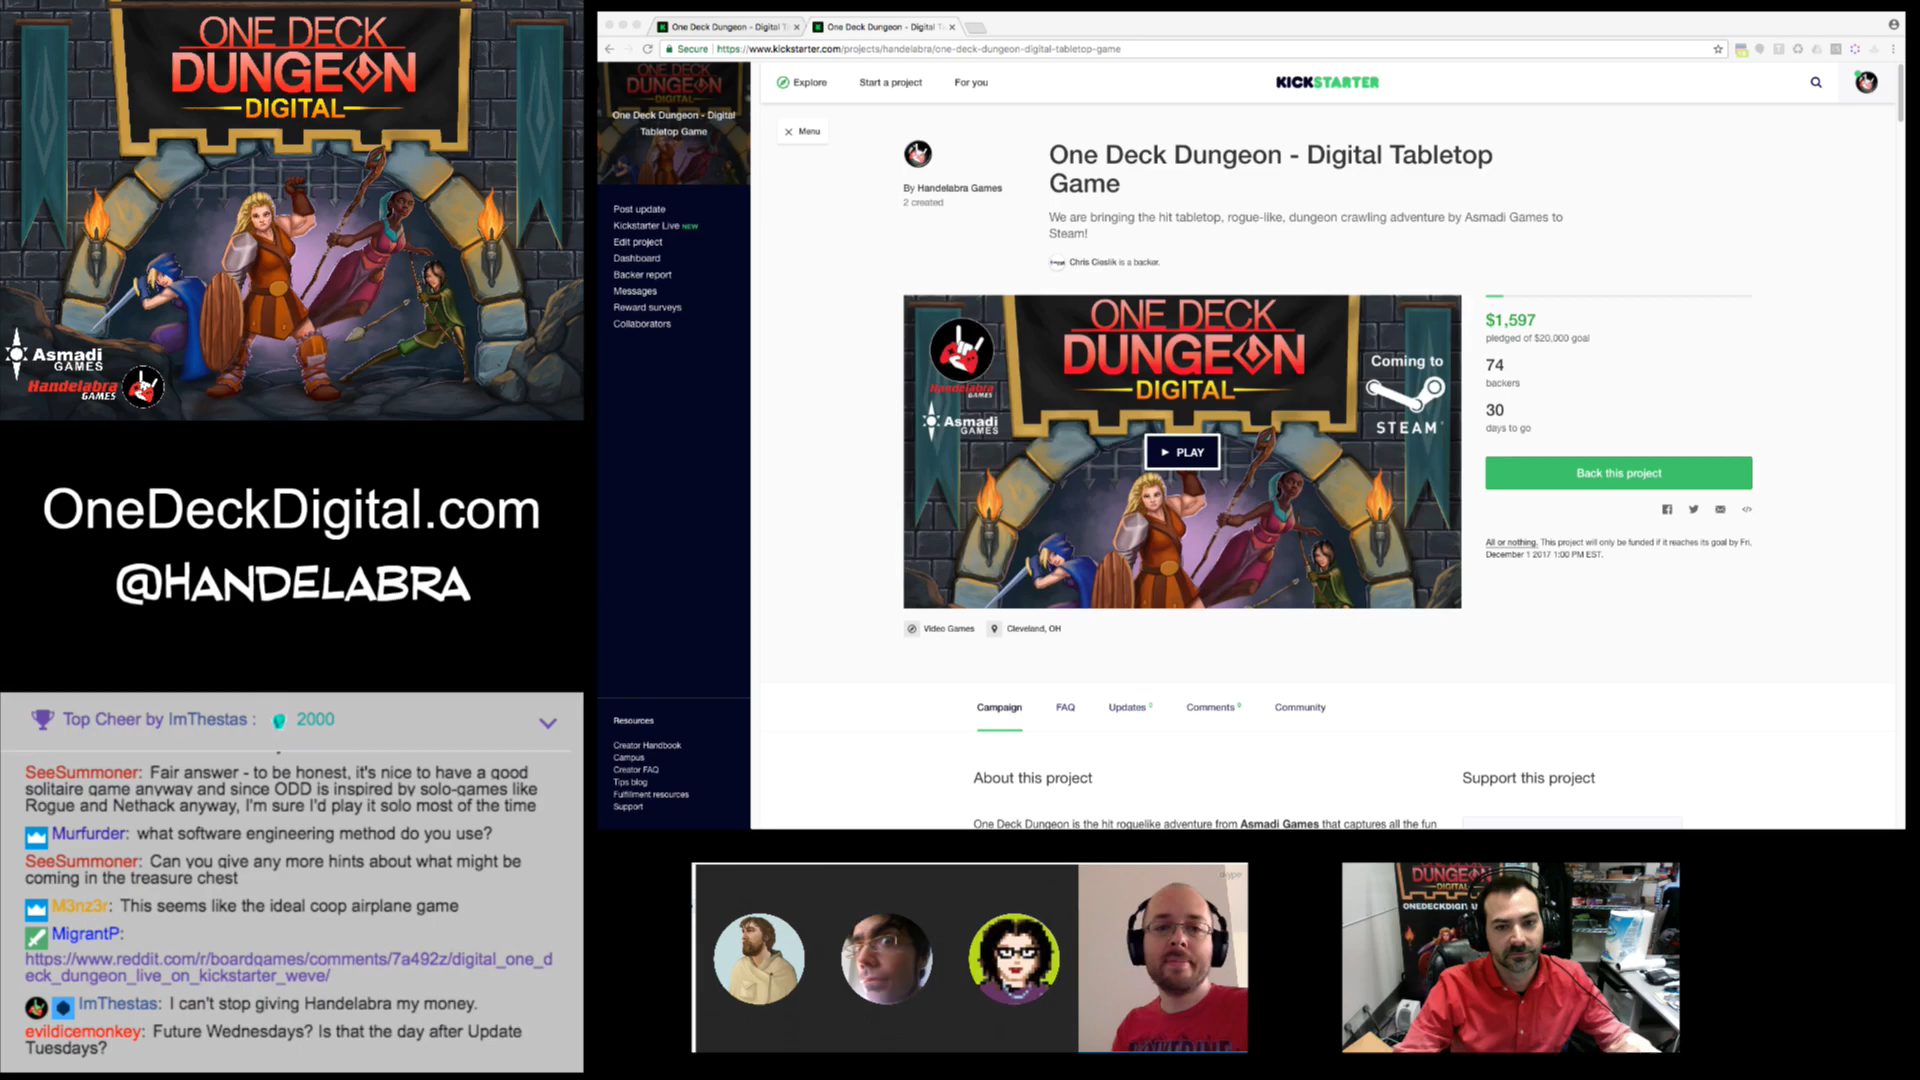 ONE DECK
DUNGEON
DIGITAL
Asmadi
GAMES
Handelabra
GAMES
OneDeckDigital.com
@HANDELABRA
Top Cheer by ImThestas : 2000
SeeSummoner: Fair answer - to be honest, it's nice to have a good
solitaire game anyway and since ODD is inspired by solo-games like
Rogue and Nethack anyway, I'm sure I'd play it solo most of the time
Murfurder: what software engineering method do you use?
SeeSummoner: Can you give any more hints about what might be
coming in the treasure chest
M3nz3r: This seems like the ideal coop airplane game
MigrantP:
https://www.reddit.com/r/boardgames/comments/7a492z/digital_one_d
eck_dungeon_live_on_kickstarter_weve/
ImThestas: I can't stop giving Handelabra my money.
evildicemonkey: Future Wednesdays? Is that the day after Update
Tuesdays?
One Deck Dungeon - Digital
One Deck Dungeon - Digital
Secure https://www.kickstarter.com/projects/handelabra/one-deck-dungeon-digital-tabletop-game
ONE DECK
DUNGEON
One Deck Dungeon - Digital
Tabletop Game
Post update
Kickstarter Live NEW
Edit project
Dashboard
Backer report
Messages
Reward surveys
Collaborators
Resources
Creator Handbook
Campus
Creator FAQ
Tips blog
Fulfillment resources
Support
Explore
Start a project
For you
KICKSTARTER
Menu
By Handelabra Games
2 created
One Deck Dungeon - Digital Tabletop
Game
We are bringing the hit tabletop, rogue-like, dungeon crawling adventure by Asmadi Games to
Steam!
Chris Cieslik is a backer.
ONE DECK
DUNGEON
DIGITAL
Handelabra
GAMES
Asmadi
GAMES
Coming to
STEAM
PLAY
$1,597
pledged of $20,000 goal
74
backers
30
days to go
Back this project
All or nothing. This project will only be funded if it reaches its goal by Fri,
December 1 2017 1:00 PM EST.
Video Games
Cleveland, OH
Campaign
FAQ
Updates
Comments
Community
About this project
Support this project
One Deck Dungeon is the hit roguelike adventure from Asmadi Games that captures all the fun
DUNGEON
DIGITAL